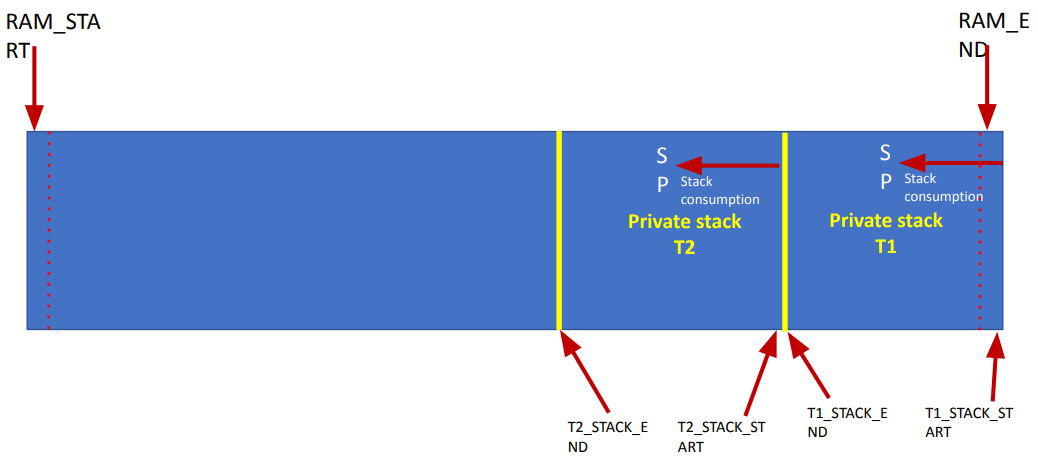 RAM_STA
RT
RAM_E
ND
S
P
Stack
consumption
Private stack
T2
S
P
Stack
consumption
Private stack
T1
T2_STACK_E
ND
T2_STACK_ST
ART
T1_STACK_E
ND
T1_STACK_ST
ART